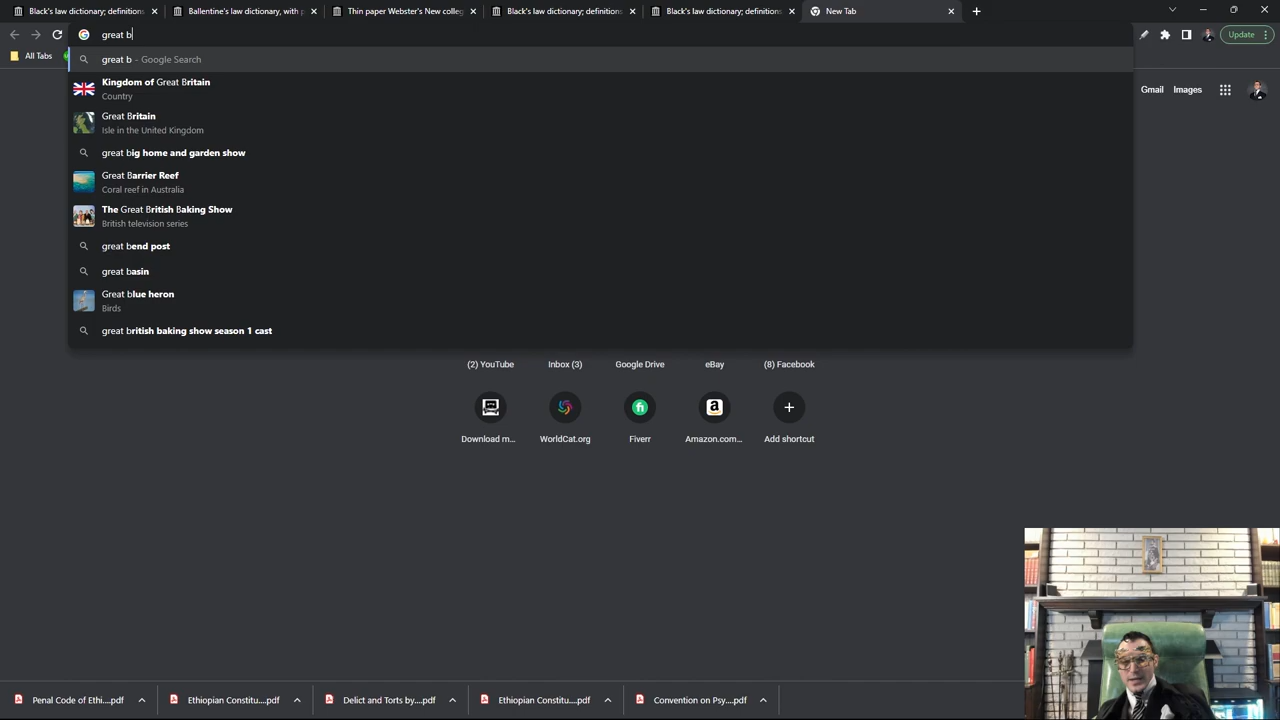 Black's law dictionary; definitions
Ballentine's law dictionary, with p
Thin paper Webster's New colleg
Black's law dictionary; definitions
Black's law dictionary; definitions
New Tab
great b
Update
All Tabs
great b - Google Search
Kingdom of Great Britain
Country
Gmail
Images
Great Britain
Isle in the United Kingdom
great big home and garden show
Great Barrier Reef
Coral reef in Australia
The Great British Baking Show
British television series
great bend post
great basin
Great blue heron
Birds
great british baking show season 1 cast
(2) YouTube
Inbox (3)
Google Drive
eBay
(8) Facebook
Download m...
WorldCat.org
Fiverr
Amazon.com...
Add shortcut
Penal Code of Ethi....pdf
Ethiopian Constitu....pdf
Delict and Torts by....pdf
Ethiopian Constitu....pdf
Convention on Psy....pdf